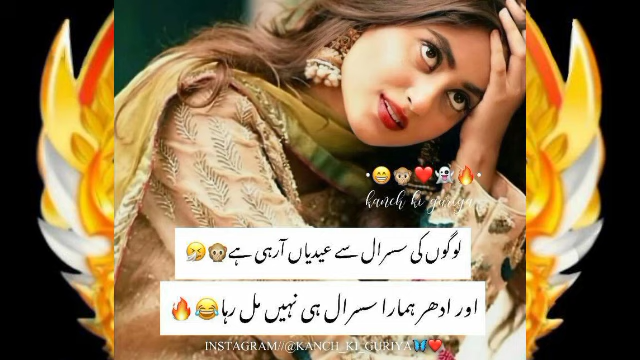 •😁🙊❤️👻🔥•
kanch ki guriya
لوگوں کی سسرال سے عیدیاں آرہی ہے🙊🤧
اور ادھر ہمارا سسرال ہی نہیں مل رہا😂🔥
INSTAGRAM//@KANCH_KI_GURIYA🦋❤️